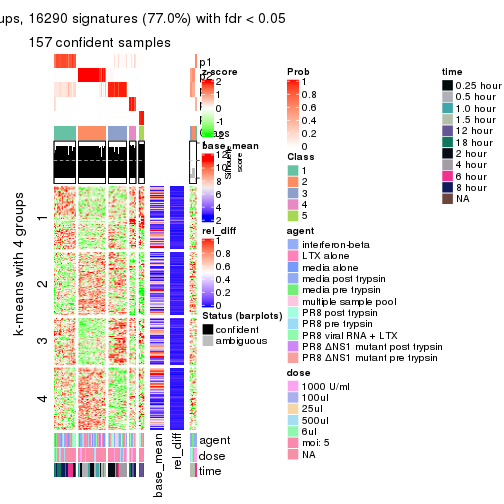 ups, 16290 signatures (77.0%) with fdr < 0.05
157 confident samples
p1
p2
Class
Silhouette
score
k-means with 4 groups
1
2
3
4
agent
dose
time
base_mean
rel_diff
z-score
2
1
0
-1
-2
base_mean
12
10
8
6
4
2
rel_diff
1
0.8
0.6
0.4
0.2
0
Status (barplots)
confident
ambiguous
Prob
1
0.8
0.6
0.4
0.2
0
Class
1
2
3
4
5
agent
interferon-beta
LTX alone
media alone
media post trypsin
media pre trypsin
multiple sample pool
PR8 post trypsin
PR8 pre trypsin
PR8 viral RNA + LTX
PR8 ΔNS1 mutant post trypsin
PR8 ΔNS1 mutant pre trypsin
dose
1000 U/ml
100ul
25ul
500ul
6ul
moi: 5
NA
time
0.25 hour
0.5 hour
1.0 hour
1.5 hour
12 hour
18 hour
2 hour
4 hour
6 hour
8 hour
NA